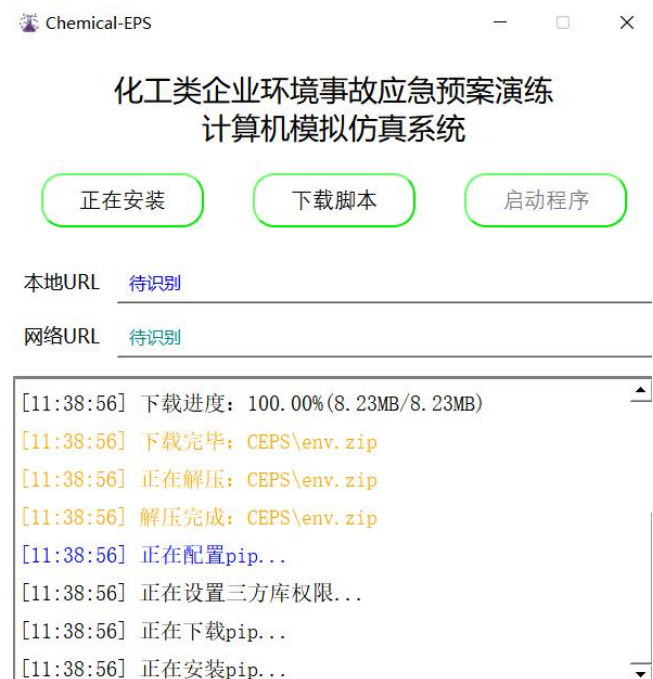 Chemical-EPS
化工类企业环境事故应急预案演练
计算机模拟仿真系统
正在安装 下载脚本 启动程序
本地URL 待识别
网络URL 待识别
[11:38:56] 下载进度：100.00%(8.23MB/8.23MB)
[11:38:56] 下载完毕：CEPS\env.zip
[11:38:56] 正在解压：CEPS\env.zip
[11:38:56] 解压完成：CEPS\env.zip
[11:38:56] 正在配置pip...
[11:38:56] 正在设置三方库权限...
[11:38:56] 正在下载pip...
[11:38:56] 正在安装pip...